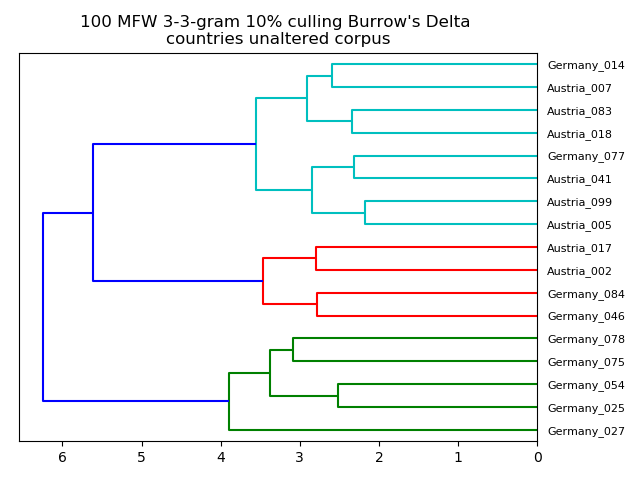 100 MFW 3-3-gram 10% culling Burrow's Delta
countries unaltered corpus
Germany_014
Austria_007
Austria_083
Austria_018
Germany_077
Austria_041
Austria_099
Austria_005
Austria_017
Austria_002
Germany_084
Germany_046
Germany_078
Germany_075
Germany_054
Germany_025
Germany_027
6 5 4 3 2 1 0